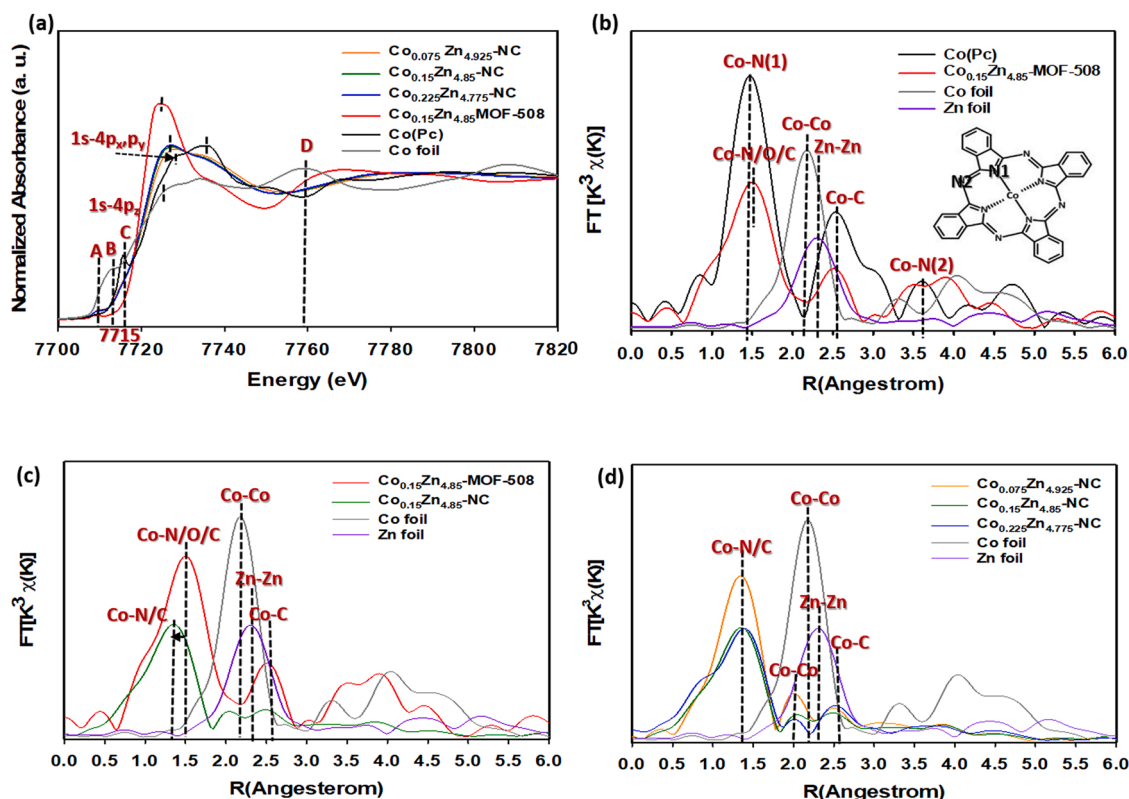 (a)
Normalized Absorbance (a. u.)
Co0.075 Zn4.925-NC
Co0.15Zn4.85-NC
Co0.225Zn4.775-NC
Co0.15Zn4.85MOF-508
Co(Pc)
Co foil
1s-4px,py
1s-4pz
A
B
C
D
7715
7700 7720 7740 7760 7780 7800 7820
Energy (eV)
(b)
FT[K3 χ(K)]
Co(Pc)
Co0.15Zn4.85-MOF-508
Co foil
Zn foil
Co-N(1)
Co-Co
Co-N/O/C
Zn-Zn
Co-C
Co-N(2)
N1
N2
Co
N
N
N
N
N
N
0.0 0.5 1.0 1.5 2.0 2.5 3.0 3.5 4.0 4.5 5.0 5.5 6.0
R(Angestrom)
(c)
FT[K3 χ(K)]
Co0.15Zn4.85-MOF-508
Co0.15Zn4.85-NC
Co foil
Zn foil
Co-Co
Co-N/O/C
Zn-Zn
Co-N/C
Co-C
0.0 0.5 1.0 1.5 2.0 2.5 3.0 3.5 4.0 4.5 5.0 5.5 6.0
R(Angesterom)
(d)
FT[K3χ(K)]
Co0.075Zn4.925-NC
Co0.15Zn4.85-NC
Co0.225Zn4.775-NC
Co foil
Zn foil
Co-Co
Co-N/C
Zn-Zn
Co-C
Co-Co
0.0 0.5 1.0 1.5 2.0 2.5 3.0 3.5 4.0 4.5 5.0 5.5 6.0
R(Angestrom)